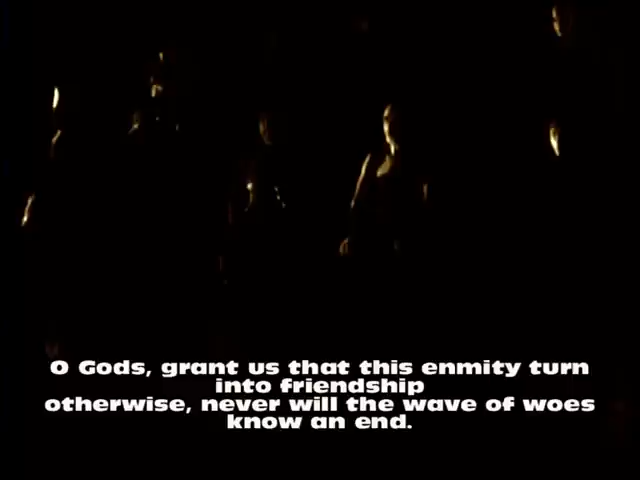 O Gods, grant us that this enmity turn
into friendship
otherwise, never will the wave of woes
know an end.